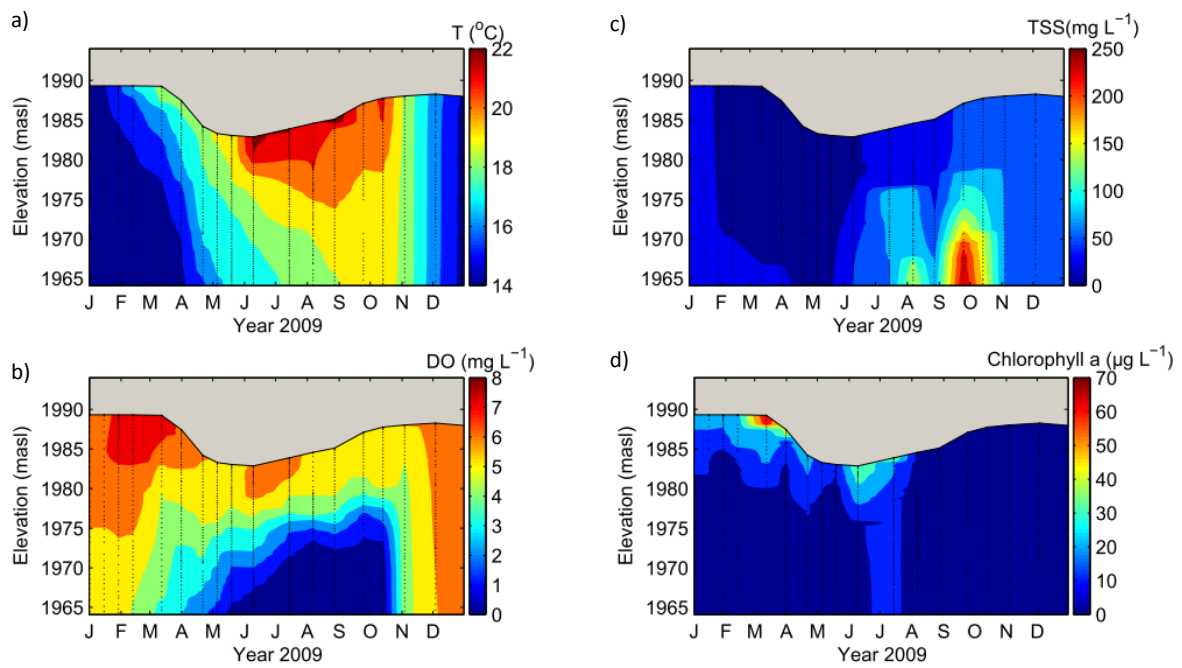 a)
T (°C)
22
20
18
16
14
1990
1985
1980
1975
1970
1965
Elevation (masl)
J F M A M J J A S O N D
Year 2009
c)
TSS(mg L⁻¹)
250
200
150
100
50
0
1990
1985
1980
1975
1970
1965
Elevation (masl)
J F M A M J J A S O N D
Year 2009
b)
DO (mg L⁻¹)
8
7
6
5
4
3
2
1
0
1990
1985
1980
1975
1970
1965
Elevation (masl)
J F M A M J J A S O N D
Year 2009
d)
Chlorophyll a (µg L⁻¹)
70
60
50
40
30
20
10
0
1990
1985
1980
1975
1970
1965
Elevation (masl)
J F M A M J J A S O N D
Year 2009